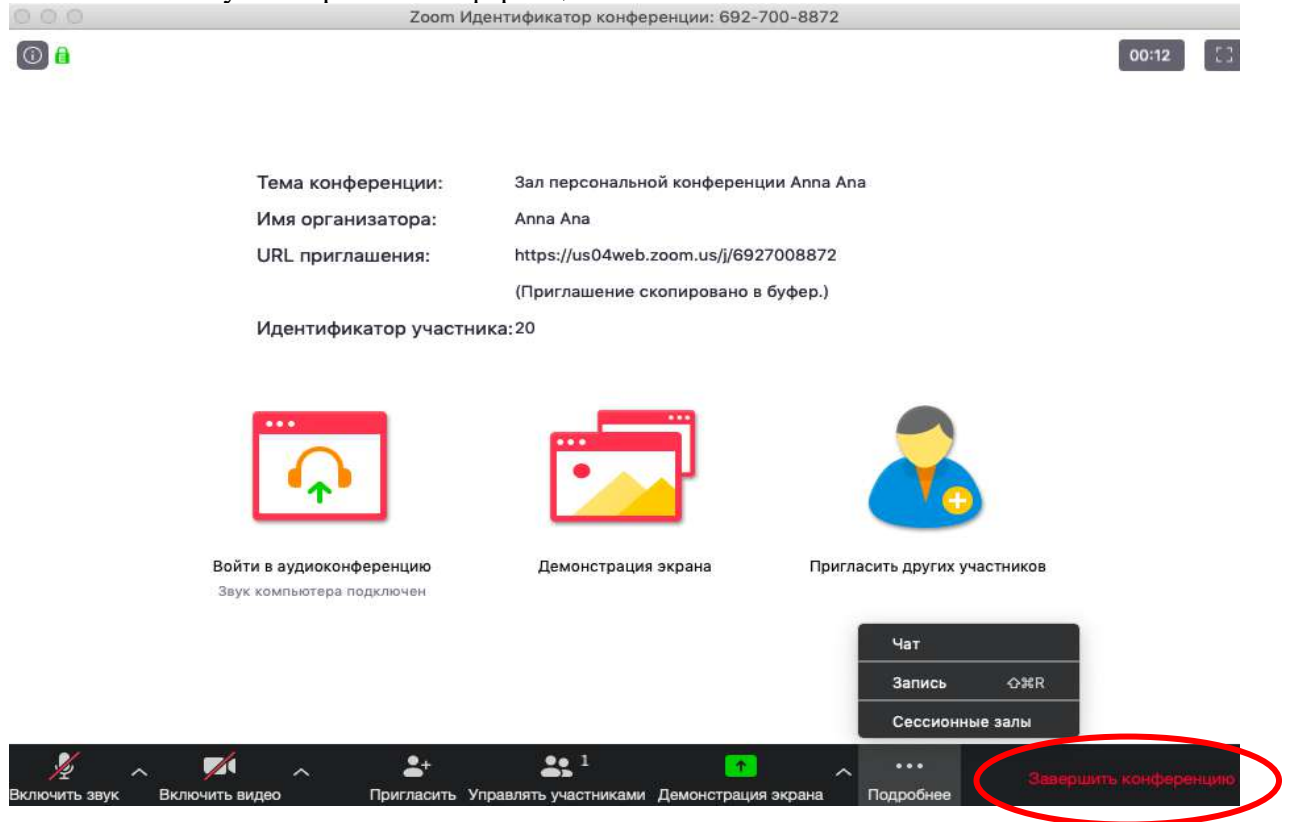 Zoom Идентификатор конференции: 692-700-8872
00:12
Тема конференции: Зал персональной конференции Anna Ana
Имя организатора: Anna Ana
URL приглашения: https://us04web.zoom.us/j/6927008872
(Приглашение скопировано в буфер.)
Идентификатор участника: 20
Войти в аудиоконференцию
Звук компьютера подключен
Демонстрация экрана
Пригласить других участников
Чат
Запись ⇧⌘R
Сессионные залы
Включить звук
Включить видео
Пригласить
1
Управлять участниками
Демонстрация экрана
Подробнее
Завершить конференцию